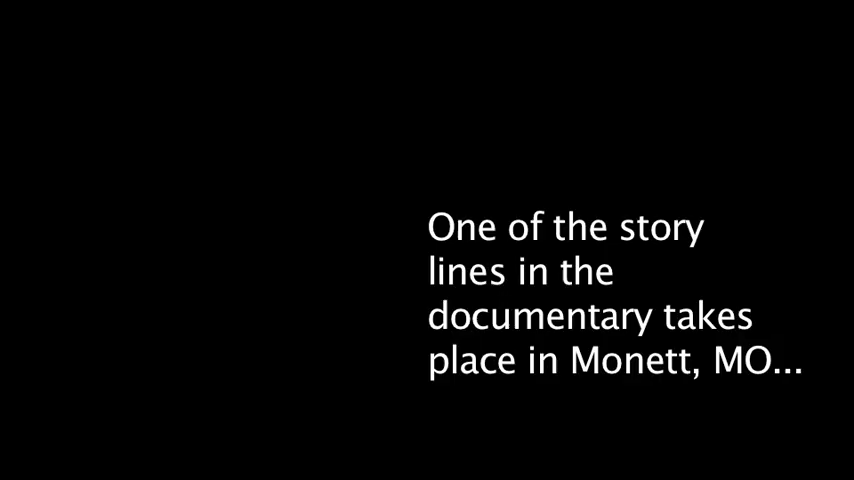 One of the story
lines in the
documentary takes
place in Monett, MO...